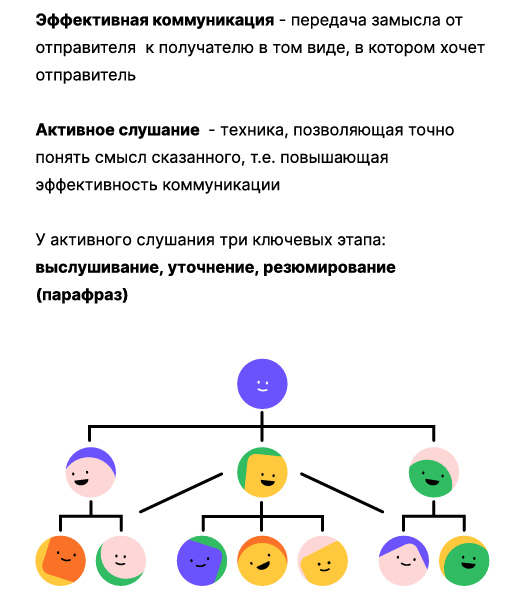 Эффективная коммуникация - передача замысла от
отправителя  к получателю в том виде, в котором хочет
отправитель
Активное слушание  - техника, позволяющая точно
понять смысл сказанного, т.е. повышающая
эффективность коммуникации
У активного слушания три ключевых этапа:
выслушивание, уточнение, резюмирование
(парафраз)